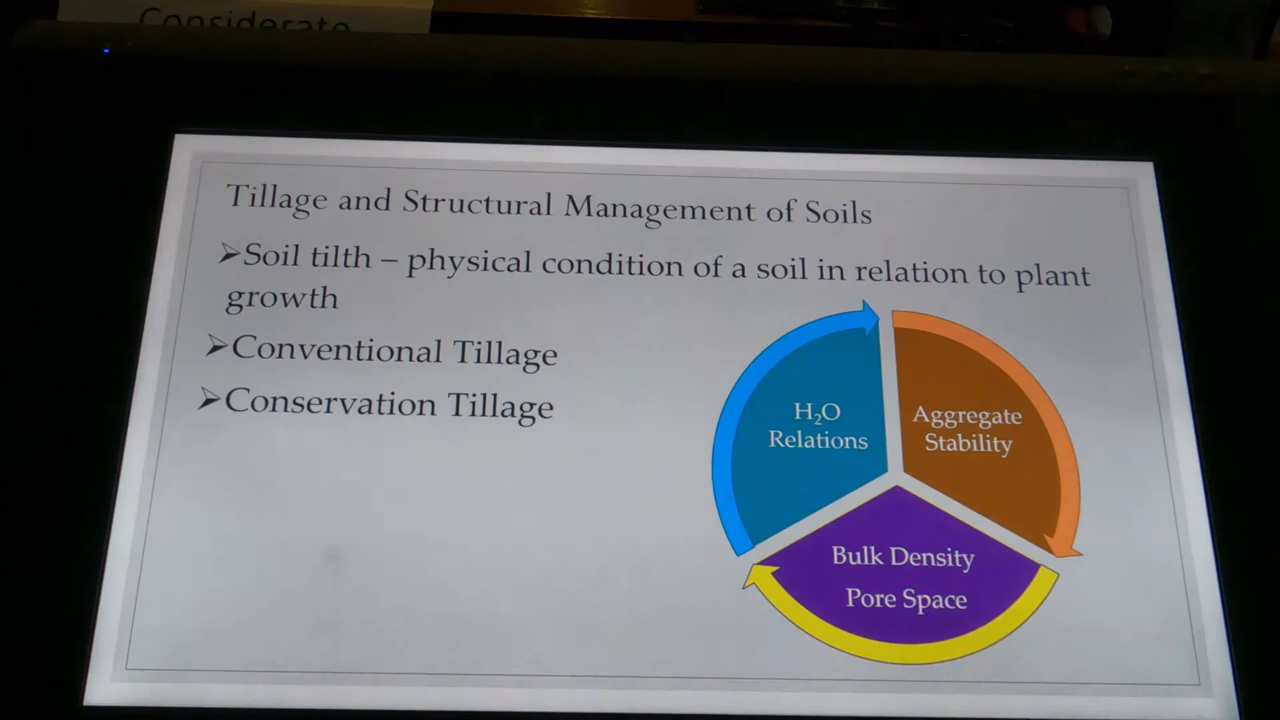 Considerate
Tillage and Structural Management of Soils
➢Soil tilth – physical condition of a soil in relation to plant
growth
➢Conventional Tillage
➢Conservation Tillage
H₂O
Relations
Aggregate
Stability
Bulk Density
Pore Space